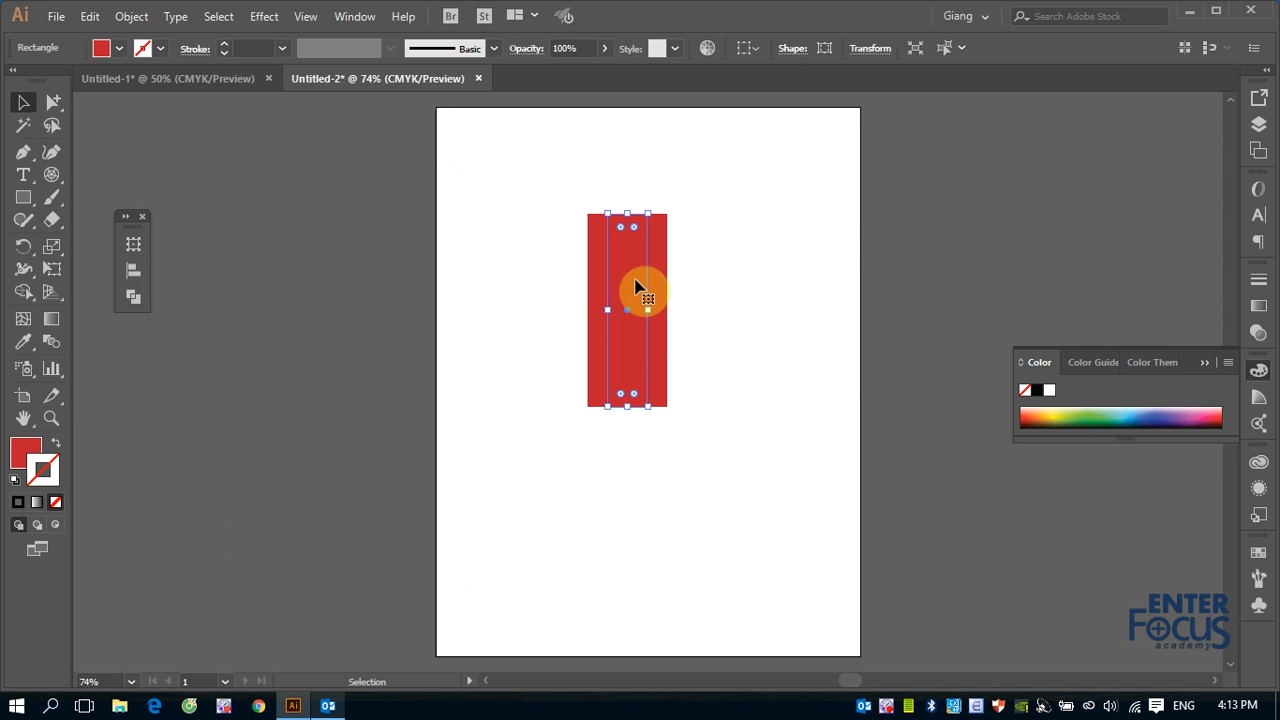 Ai File Edit Object Type Select Effect View Window Help Br St Giang Search Adobe Stock
Rectangle Stroke: Basic Opacity: 100% Style: Shape: Transform
Untitled-1* @ 50% (CMYK/Preview) Untitled-2* @ 74% (CMYK/Preview)
Color Color Guide Color Them
ENTER
FOCUS
academy
74% 1 Selection
Ai ENG 4:13 PM